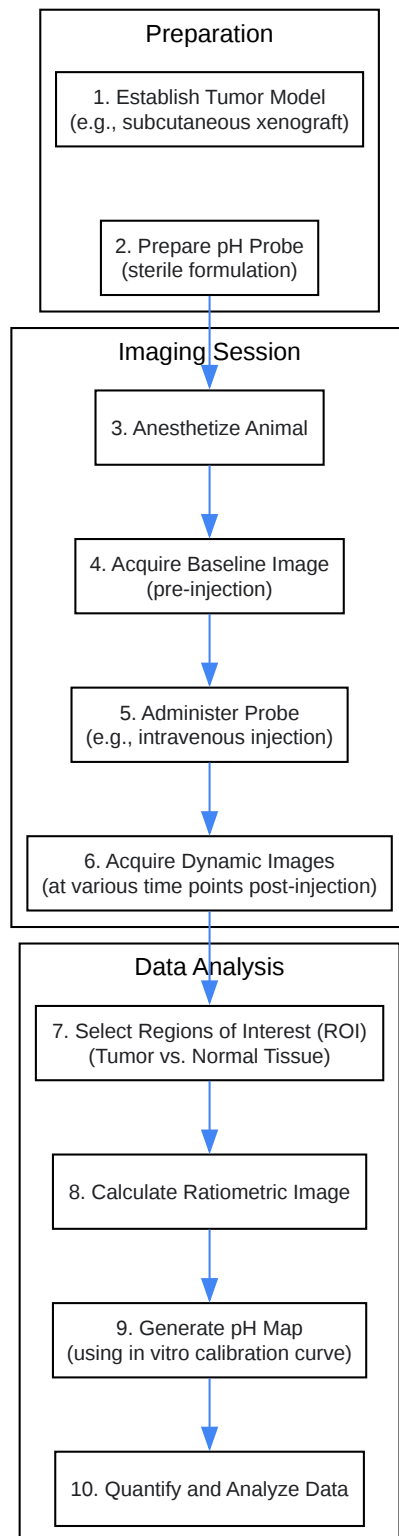 Preparation
1. Establish Tumor Model
(e.g., subcutaneous xenograft)
2. Prepare pH Probe
(sterile formulation)
Imaging Session
3. Anesthetize Animal
4. Acquire Baseline Image
(pre-injection)
5. Administer Probe
(e.g., intravenous injection)
6. Acquire Dynamic Images
(at various time points post-injection)
Data Analysis
7. Select Regions of Interest (ROI)
(Tumor vs. Normal Tissue)
8. Calculate Ratiometric Image
9. Generate pH Map
(using in vitro calibration curve)
10. Quantify and Analyze Data